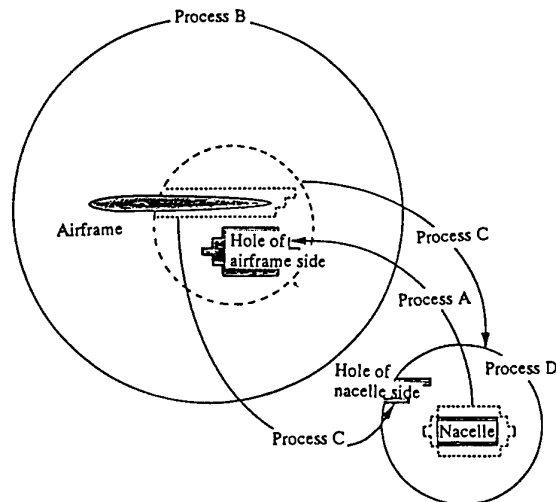 Process B
Airframe
Hole of
airframe side
Process C
Process A
Hole of
nacelle side
Process D
Process C
Nacelle